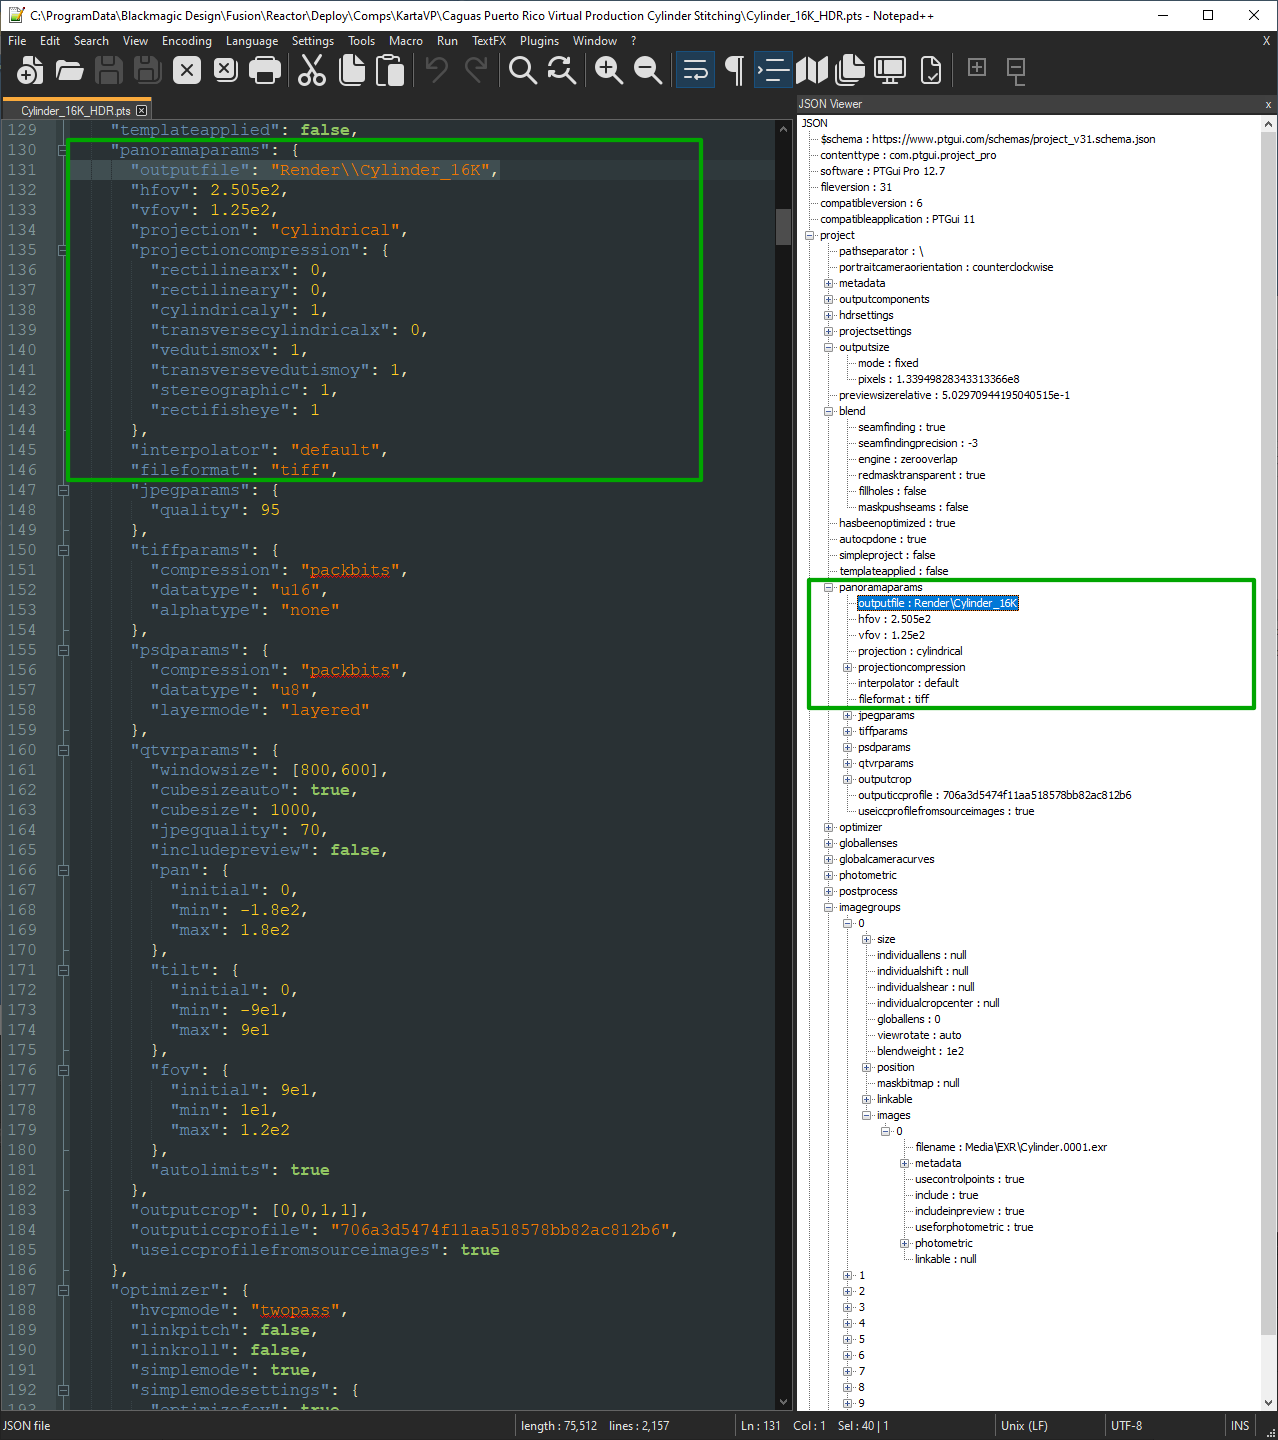 C:\ProgramData\Blackmagic Design\Fusion\Reactor\Deploy\Comps\KartaVP\Caguas Puerto Rico Virtual Production Cylinder Stitching\Cylinder_16K_HDR.pts - Notepad++
File Edit Search View Encoding Language Settings Tools Macro Run TextFX Plugins Window ? X
Cylinder_16K_HDR.pts
129 "templateapplied": false,
130 "panoramaparams": {
131 "outputfile": "Render\\Cylinder_16K",
132 "hfov": 2.505e2,
133 "vfov": 1.25e2,
134 "projection": "cylindrical",
135 "projectioncompression": {
136 "rectilinearx": 0,
137 "rectilineary": 0,
138 "cylindricaly": 1,
139 "transversecylindricalx": 0,
140 "vedutismox": 1,
141 "transversevedutismoy": 1,
142 "stereographic": 1,
143 "rectifisheye": 1
144 },
145 "interpolator": "default",
146 "fileformat": "tiff",
147 "jpegparams": {
148 "quality": 95
149 },
150 "tiffparams": {
151 "compression": "packbits",
152 "datatype": "u16",
153 "alphatype": "none"
154 },
155 "psdparams": {
156 "compression": "packbits",
157 "datatype": "u8",
158 "layermode": "layered"
159 },
160 "qtvrparams": {
161 "windowsize": [800,600],
162 "cubesizeauto": true,
163 "cubesize": 1000,
164 "jpegquality": 70,
165 "includepreview": false,
166 "pan": {
167 "initial": 0,
168 "min": -1.8e2,
169 "max": 1.8e2
170 },
171 "tilt": {
172 "initial": 0,
173 "min": -9e1,
174 "max": 9e1
175 },
176 "fov": {
177 "initial": 9e1,
178 "min": 1e1,
179 "max": 1.2e2
180 },
181 "autolimits": true
182 },
183 "outputcrop": [0,0,1,1],
184 "outputiccprofile": "706a3d5474f11aa518578bb82ac812b6",
185 "useiccprofilefromsourceimages": true
186 },
187 "optimizer": {
188 "hvcpmode": "twopass",
189 "linkpitch": false,
190 "linkroll": false,
191 "simplemode": true,
192 "simplemodesettings": {
"optimizefov": true
JSON Viewer x
JSON
$schema : https://www.ptgui.com/schemas/project_v31.schema.json
contenttype : com.ptgui.project_pro
software : PTGui Pro 12.7
fileversion : 31
compatibleversion : 6
compatibleapplication : PTGui 11
project
pathseparator : \
portraitcameraorientation : counterclockwise
metadata
outputcomponents
hdrsettings
projectsettings
outputsize
mode : fixed
pixels : 1.33949828343313366e8
previewsizerelative : 5.02970944195040515e-1
blend
seamfinding : true
seamfindingprecision : -3
engine : zerooverlap
redmasktransparent : true
fillholes : false
maskpushseams : false
hasbeenoptimized : true
autocpdone : true
simpleproject : false
templateapplied : false
panoramaparams
outputfile : Render\Cylinder_16K
hfov : 2.505e2
vfov : 1.25e2
projection : cylindrical
projectioncompression
interpolator : default
fileformat : tiff
jpegparams
tiffparams
psdparams
qtvrparams
outputcrop
outputiccprofile : 706a3d5474f11aa518578bb82ac812b6
useiccprofilefromsourceimages : true
optimizer
globallenses
globalcameracurves
photometric
postprocess
imagegroups
0
size
individuallens : null
individualshift : null
individualshear : null
individualcropcenter : null
globallens : 0
viewrotate : auto
blendweight : 1e2
position
maskbitmap : null
linkable
images
0
filename : Media\EXR\Cylinder.0001.exr
metadata
usecontrolpoints : true
include : true
includeinpreview : true
useforphotometric : true
photometric
linkable : null
1
2
3
4
5
6
7
8
9
JSON file length : 75,512 lines : 2,157 Ln : 131 Col : 1 Sel : 40 | 1 Unix (LF) UTF-8 INS